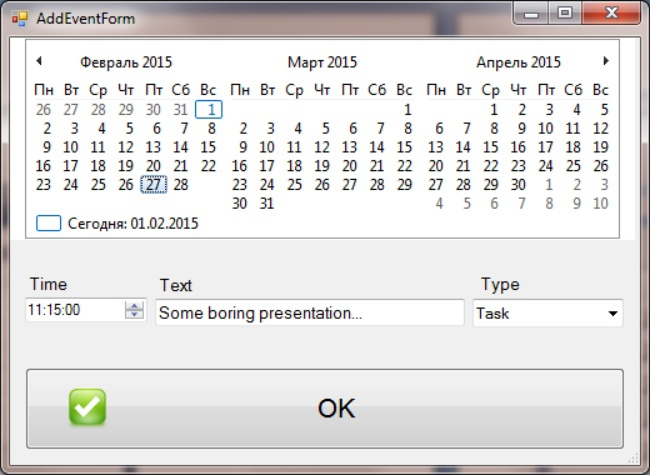 AddEventForm
Февраль 2015 Март 2015 Апрель 2015
Пн Вт Ср Чт Пт Сб Вс Пн Вт Ср Чт Пт Сб Вс Пн Вт Ср Чт Пт Сб Вс
26 27 28 29 30 31 1 1 1 2 3 4 5
2 3 4 5 6 7 8 2 3 4 5 6 7 8 6 7 8 9 10 11 12
9 10 11 12 13 14 15 9 10 11 12 13 14 15 13 14 15 16 17 18 19
16 17 18 19 20 21 22 16 17 18 19 20 21 22 20 21 22 23 24 25 26
23 24 25 26 27 28 23 24 25 26 27 28 29 27 28 29 30 1 2 3
30 31 4 5 6 7 8 9 10
Сегодня: 01.02.2015
Time Text Type
11:15:00 Some boring presentation... Task
OK